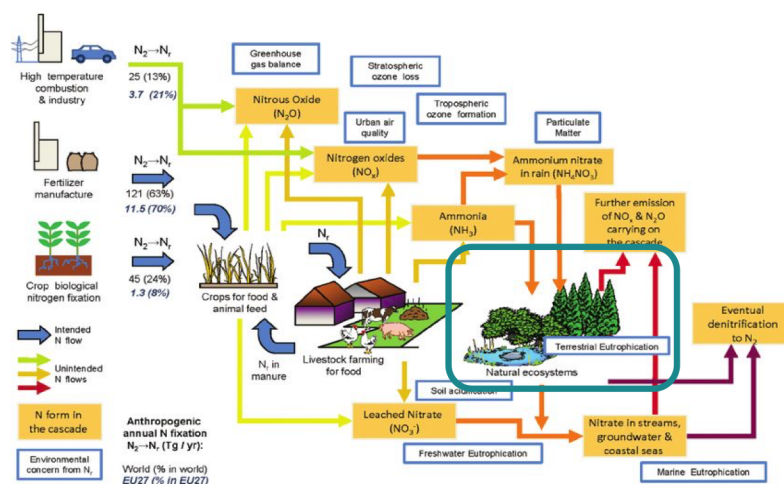 N₂→Nᵣ
25 (13%)
3.7 (21%)
High temperature
combustion
& industry
Greenhouse
gas balance
Stratospheric
ozone loss
Nitrous Oxide
(N₂O)
Tropospheric
ozone formation
Urban air
quality
Particulate
Matter
Nitrogen oxides
(NOₓ)
Ammonium nitrate
in rain (NH₄NO₃)
N₂→Nᵣ
121 (63%)
11.5 (70%)
Fertilizer
manufacture
Ammonia
(NH₃)
Further emission
of NOₓ & N₂O
carrying on
the cascade
N₂→Nᵣ
45 (24%)
1.3 (8%)
Crop biological
nitrogen fixation
Nᵣ
Crops for food &
animal feed
Livestock farming
for food
Nᵣ in
manure
Terrestrial Eutrophication
Natural ecosystems
Eventual
denitrification
to N₂
Intended
N flow
Unintended
N flows
Soil acidification
Leached Nitrate
(NO₃⁻)
Nitrate in streams,
groundwater &
coastal seas
Freshwater Eutrophication
Marine Eutrophication
N form in
the cascade
Environmental
concern from Nᵣ
Anthropogenic
annual N fixation
N₂→Nᵣ (Tg / yr):
World (% in world)
EU27 (% in EU27)